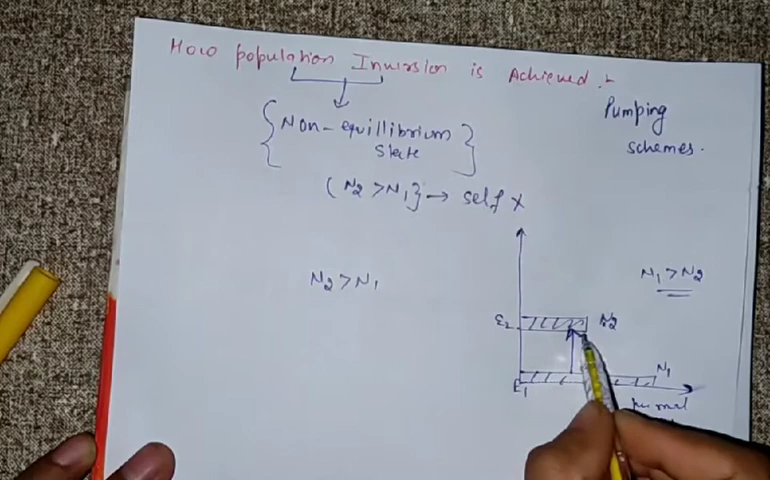 How population Inversion is Achieved :-
Pumping
schemes.
{Non-equillibrium
State}
(N2 > N1} → self ×
N2 > N1
N1 > N2
E2
N2
N1
E1